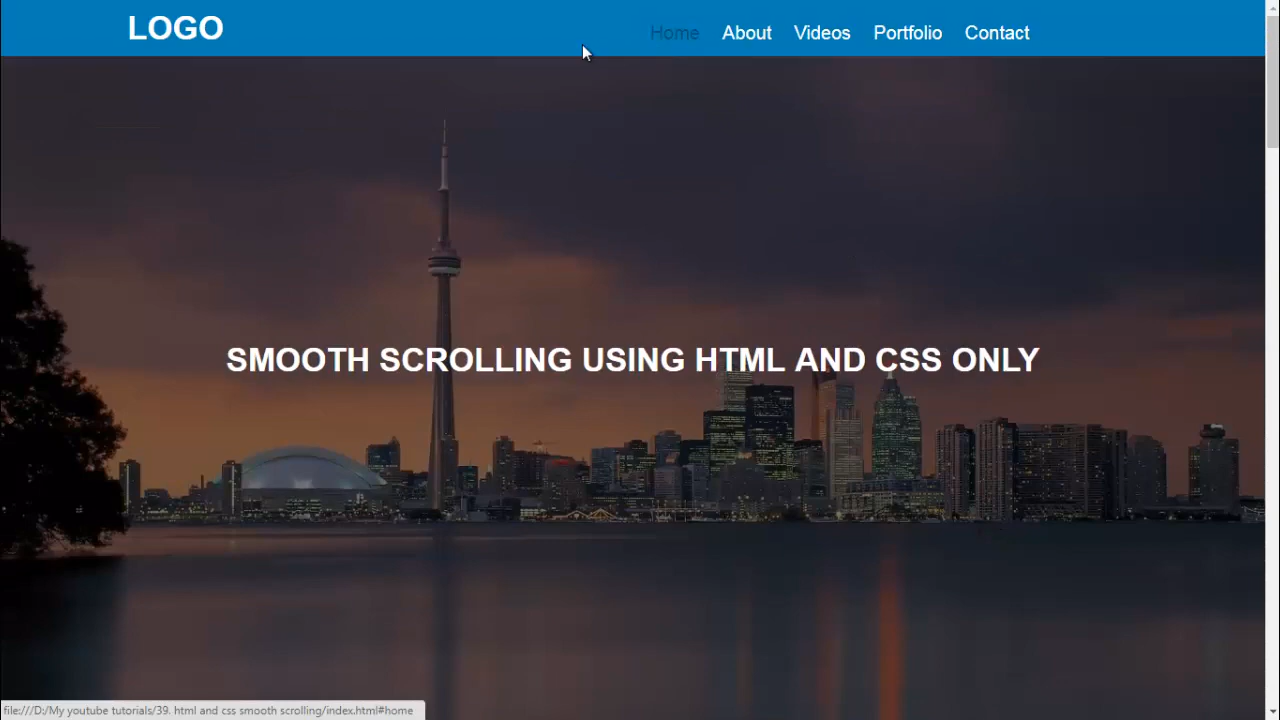 LOGO
Home About Videos Portfolio Contact
SMOOTH SCROLLING USING HTML AND CSS ONLY
file:///D:/My youtube tutorials/39. html and css smooth scrolling/index.html#home